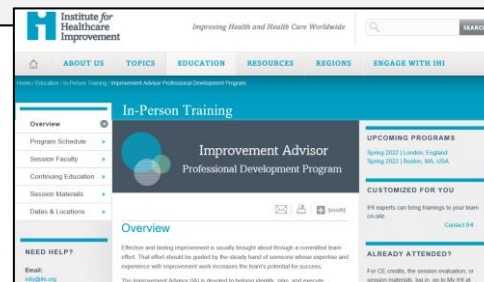 Institute for
Healthcare
Improvement
Improving Health and Health Care Worldwide
SEARCH
ABOUT US
TOPICS
EDUCATION
RESOURCES
REGIONS
ENGAGE WITH IHI
Home / Education / In-Person Training / Improvement Advisor Professional Development Program
In-Person Training
Overview
Program Schedule
Session Faculty
Continuing Education
Session Materials
Dates & Locations
NEED HELP?
Email:
info@ihi.org
Improvement Advisor
Professional Development Program
SHARE
Overview
Effective and lasting improvement is usually brought about through a committed team
effort. That effort should be guided by the steady hand of someone whose expertise and
experience with improvement work increases the team's potential for success.
The Improvement Advisory (IA) is devoted to helping identify, plan, and execute
UPCOMING PROGRAMS
Spring 2022 | London, England
Spring 2022 | Boston, MA, USA
CUSTOMIZED FOR YOU
IHI experts can bring trainings to your team
on-site.
Contact IHI
ALREADY ATTENDED?
For CE credits, the session evaluation, or
session materials, log in, go to My IHI at